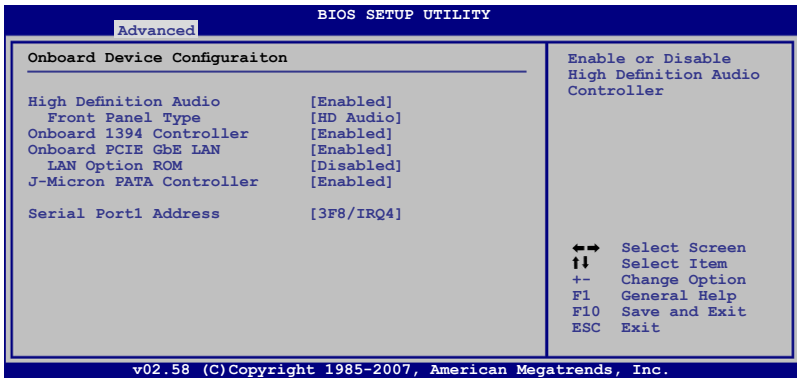 BIOS SETUP UTILITY
Advanced
Onboard Device Configuraiton
High Definition Audio [Enabled]
Front Panel Type [HD Audio]
Onboard 1394 Controller [Enabled]
Onboard PCIE GbE LAN [Enabled]
LAN Option ROM [Disabled]
J-Micron PATA Controller [Enabled]
Serial Port1 Address [3F8/IRQ4]
Enable or Disable
High Definition Audio
Controller
←→ Select Screen
↑↓ Select Item
+- Change Option
F1 General Help
F10 Save and Exit
ESC Exit
v02.58 (C)Copyright 1985-2007, American Megatrends, Inc.